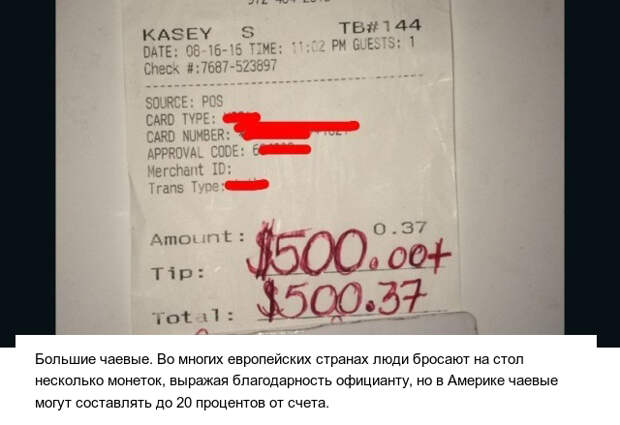 KASEY S TB#144
DATE: 08-16-16 TIME: 11:02 PM GUESTS: 1
Check #:7687-523897
SOURCE: POS
CARD TYPE:
CARD NUMBER:
APPROVAL CODE:
Merchant ID:
Trans Type:
Amount: 0.37
Tip: $500.00+
Total: $500.37
Большие чаевые. Во многих европейских странах люди бросают на стол
несколько монеток, выражая благодарность официанту, но в Америке чаевые
могут составлять до 20 процентов от счета.